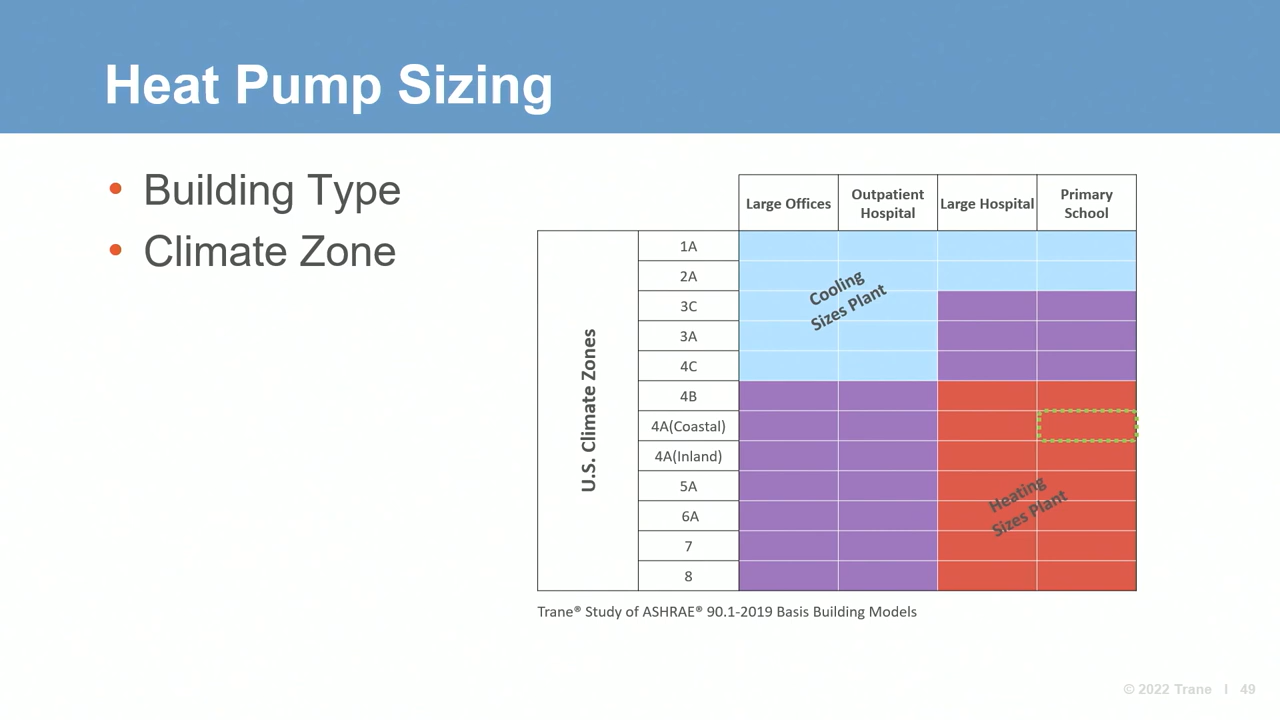 Heat Pump Sizing
• Building Type
• Climate Zone
Large Offices
Outpatient
Hospital
Large Hospital
Primary
School
U.S. Climate Zones
1A
2A
3C
3A
4C
4B
4A(Coastal)
4A(Inland)
5A
6A
7
8
Cooling
Sizes Plant
Heating
Sizes Plant
Trane® Study of ASHRAE® 90.1-2019 Basis Building Models
© 2022 Trane I 49